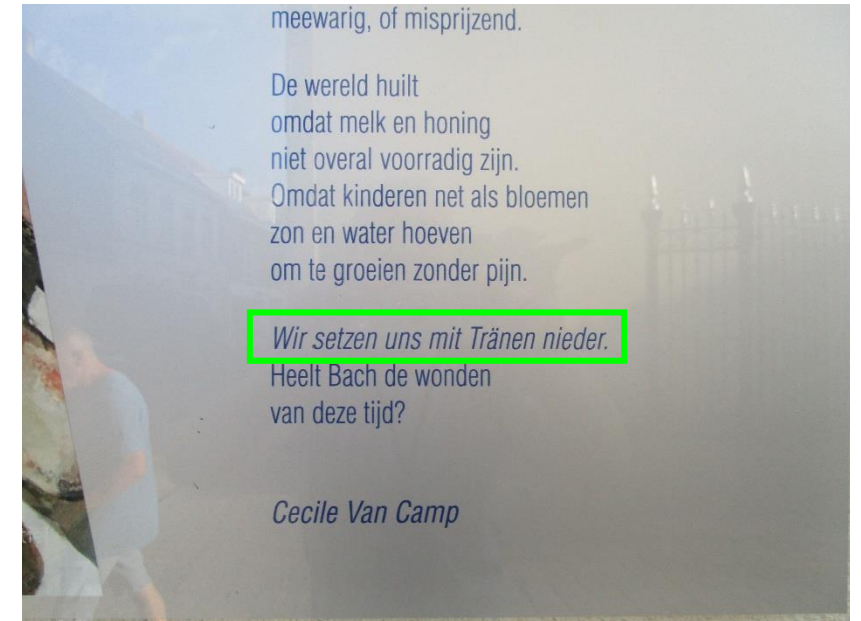 meewarig, of misprijzend.
De wereld huilt
omdat melk en honing
niet overal voorradig zijn.
Omdat kinderen net als bloemen
zon en water hoeven
om te groeien zonder pijn.
Wir setzen uns mit Tränen nieder.
Heelt Bach de wonden
van deze tijd?
Cecile Van Camp